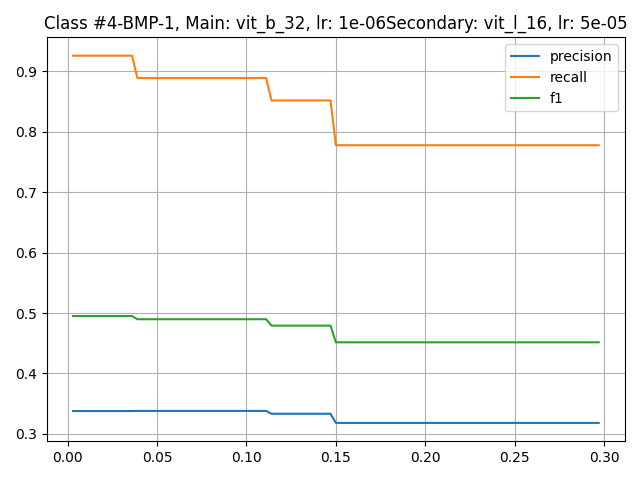 Class #4-BMP-1, Main: vit_b_32, lr: 1e-06Secondary: vit_l_16, lr: 5e-05
precision
recall
f1
0.9
0.8
0.7
0.6
0.5
0.4
0.3
0.00 0.05 0.10 0.15 0.20 0.25 0.30